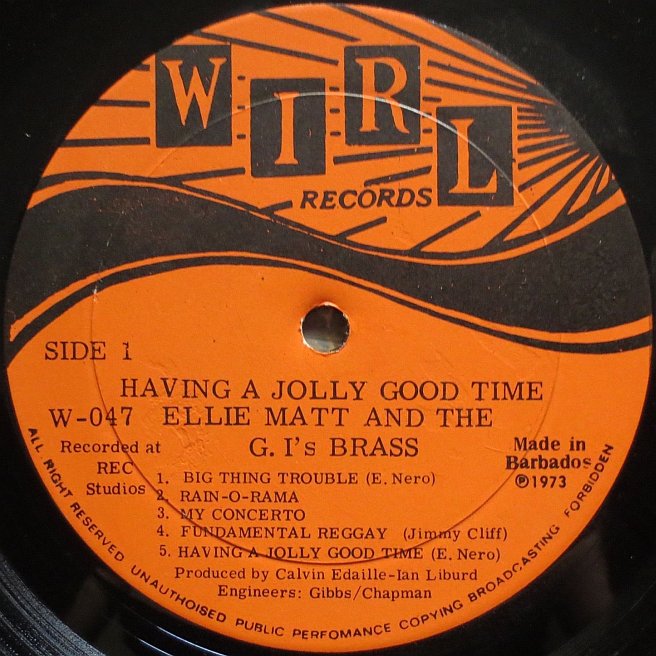 WIRL
RECORDS
SIDE 1
HAVING A JOLLY GOOD TIME
W-047 ELLIE MATT AND THE
G. I's BRASS
Recorded at
REC
Studios
Made in
Barbados
℗1973
1. BIG THING TROUBLE (E. Nero)
2. RAIN-O-RAMA
3. MY CONCERTO
4. FUNDAMENTAL REGGAY (Jimmy Cliff)
5. HAVING A JOLLY GOOD TIME (E. Nero)
Produced by Calvin Edaille-Ian Liburd
Engineers: Gibbs/Chapman
ALL RIGHT RESERVED UNAUTHOISED PUBLIC PERFOMANCE COPYING BROADCASTING FORBIDDEN